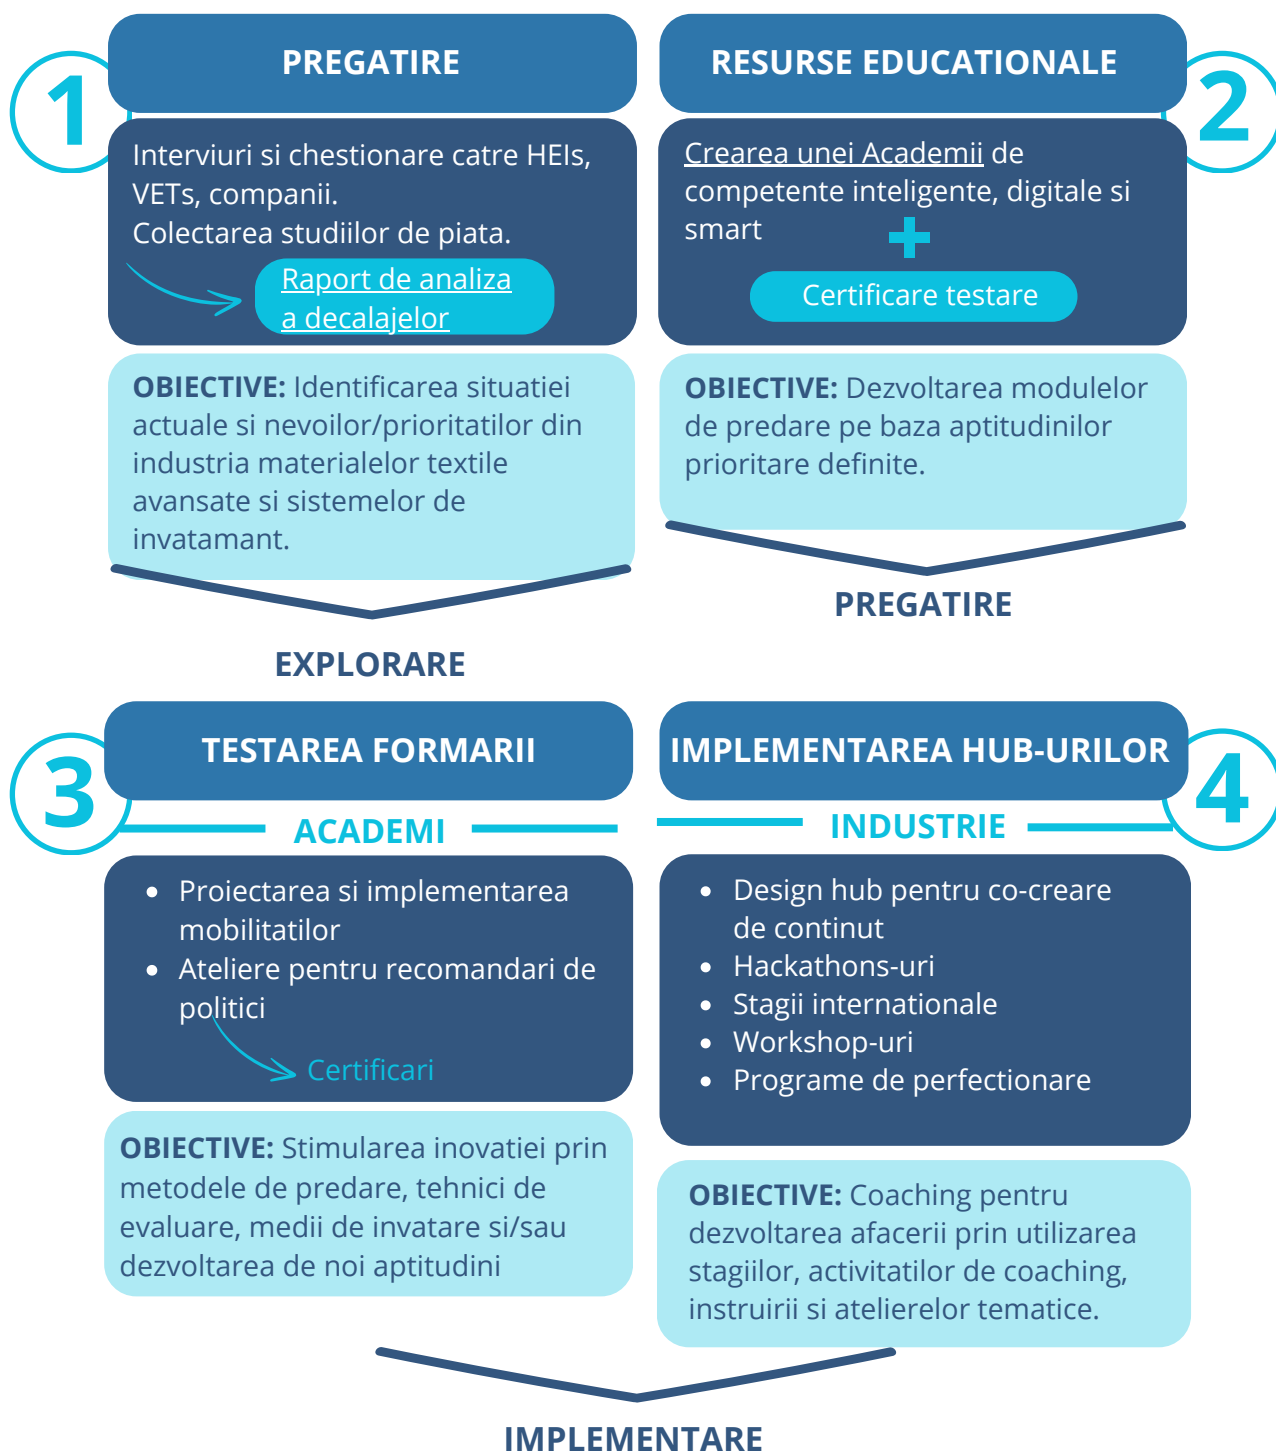 1
PREGATIRE
Interviuri si chestionare catre HEIs,
VETs, companii.
Colectarea studiilor de piata.
Raport de analiza
a decalajelor
OBIECTIVE: Identificarea situatiei
actuale si nevoilor/prioritatilor din
industria materialelor textile
avansate si sistemelor de
invatamant.
EXPLORARE
2
RESURSE EDUCATIONALE
Crearea unei Academii de
competente inteligente, digitale si
smart
+
Certificare testare
OBIECTIVE: Dezvoltarea modulelor
de predare pe baza aptitudinilor
prioritare definite.
PREGATIRE
3
TESTAREA FORMARII
ACADEMI
• Proiectarea si implementarea
mobilitatilor
• Ateliere pentru recomandari de
politici
Certificari
OBIECTIVE: Stimularea inovatiei prin
metodele de predare, tehnici de
evaluare, medii de invatare si/sau
dezvoltarea de noi aptitudini
4
IMPLEMENTAREA HUB-URILOR
INDUSTRIE
• Design hub pentru co-creare
de continut
• Hackathons-uri
• Stagii internationale
• Workshop-uri
• Programe de perfectionare
OBIECTIVE: Coaching pentru
dezvoltarea afacerii prin utilizarea
stagiilor, activitatilor de coaching,
instruirii si atelierelor tematice.
IMPLEMENTARE